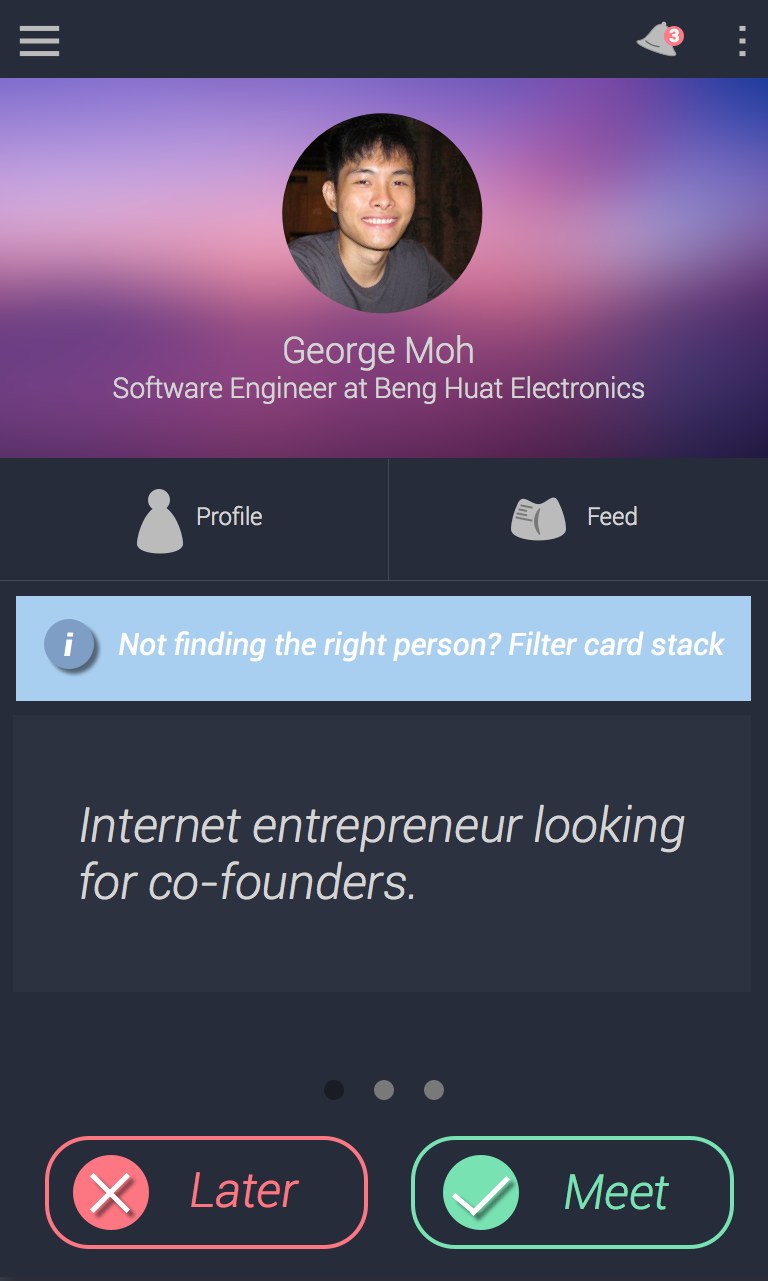 3
George Moh
Software Engineer at Beng Huat Electronics
Profile
Feed
i
Not finding the right person? Filter card stack
Internet entrepreneur looking
for co-founders.
Later
Meet